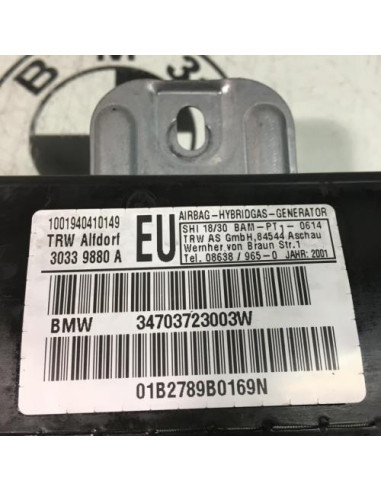 BMW
1001940410149
TRW Alfdorf
3033 9880 A
EU
AIRBAG-HYBRIDGAS-GENERATOR
SHI 18/30 BAM-PT1-0614
TRW AS GmbH,84544 Aschau
Wernher von Braun Str.1
Tel. 08638/965-0 JAHR: 2001
BMW 34703723003W
01B2789B0169N